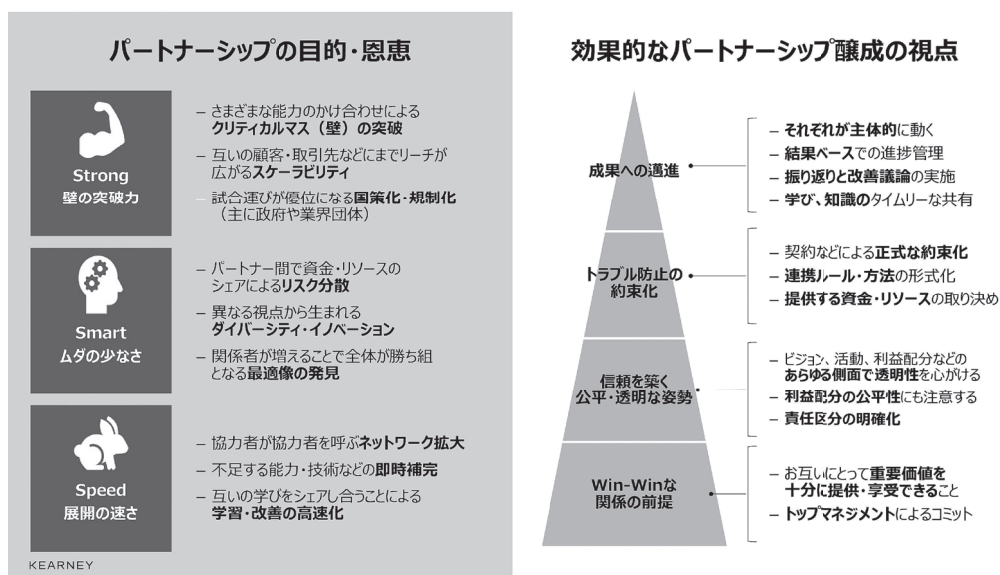 パートナーシップの目的・恩恵
Strong
壁の突破力
– さまざまな能力のかけ合わせによる
クリティカルマス（壁）の突破
– 互いの顧客・取引先などにまでリーチが
広がるスケーラビリティ
– 試合運びが優位になる国策化・規制化
（主に政府や業界団体）
Smart
ムダの少なさ
– パートナー間で資金・リソースの
シェアによるリスク分散
– 異なる視点から生まれる
ダイバーシティ・イノベーション
– 関係者が増えることで全体が勝ち組
となる最適像の発見
Speed
展開の速さ
– 協力者が協力者を呼ぶネットワーク拡大
– 不足する能力・技術などの即時補完
– 互いの学びをシェアし合うことによる
学習・改善の高速化
KEARNEY
効果的なパートナーシップ醸成の視点
成果への邁進
– それぞれが主体的に動く
– 結果ベースでの進捗管理
– 振り返りと改善議論の実施
– 学び、知識のタイムリーな共有
トラブル防止の
約束化
– 契約などによる正式な約束化
– 連携ルール・方法の形式化
– 提供する資金・リソースの取り決め
信頼を築く
公平・透明な姿勢
– ビジョン、活動、利益配分などの
あらゆる側面で透明性を心がける
– 利益配分の公平性にも注意する
– 責任区分の明確化
Win-Winな
関係の前提
– お互いにとって重要価値を
十分に提供・享受できること
– トップマネジメントによるコミット